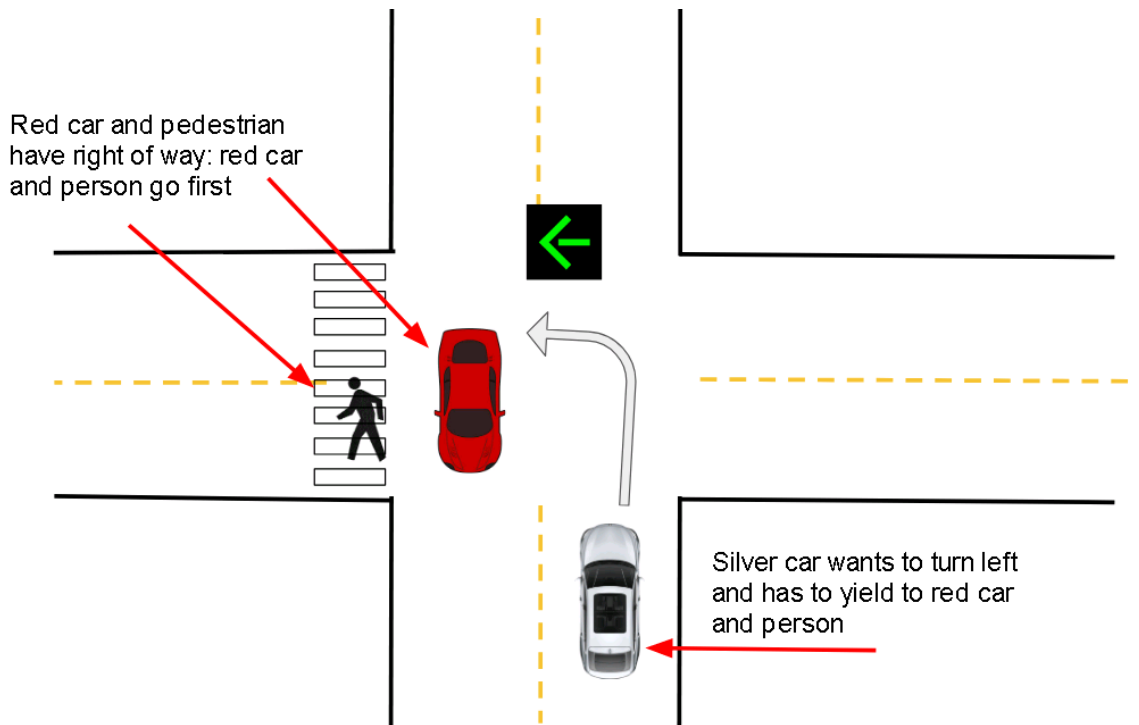 Red car and pedestrian
have right of way: red car
and person go first
Silver car wants to turn left
and has to yield to red car
and person